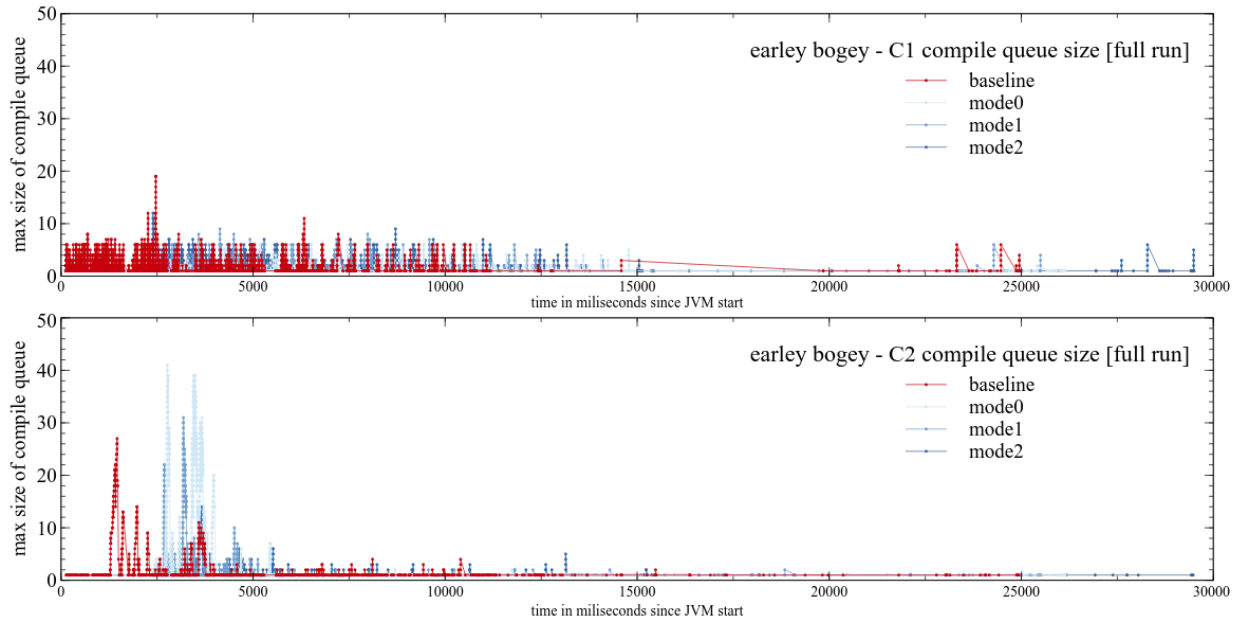 50
40
30
20
10
0
max size of compile queue
earley bogey - C1 compile queue size [full run]
baseline
mode0
mode1
mode2
0 5000 10000 15000 20000 25000 30000
time in miliseconds since JVM start
50
40
30
20
10
0
max size of compile queue
earley bogey - C2 compile queue size [full run]
baseline
mode0
mode1
mode2
0 5000 10000 15000 20000 25000 30000
time in miliseconds since JVM start